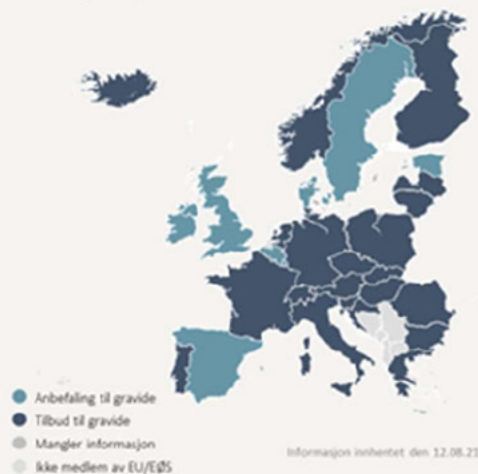 Anbefaling til gravide
Tilbud til gravide
Mangler informasjon
Ikke medlem av EU/EØS
Informasjon innhentet den 12.08.21